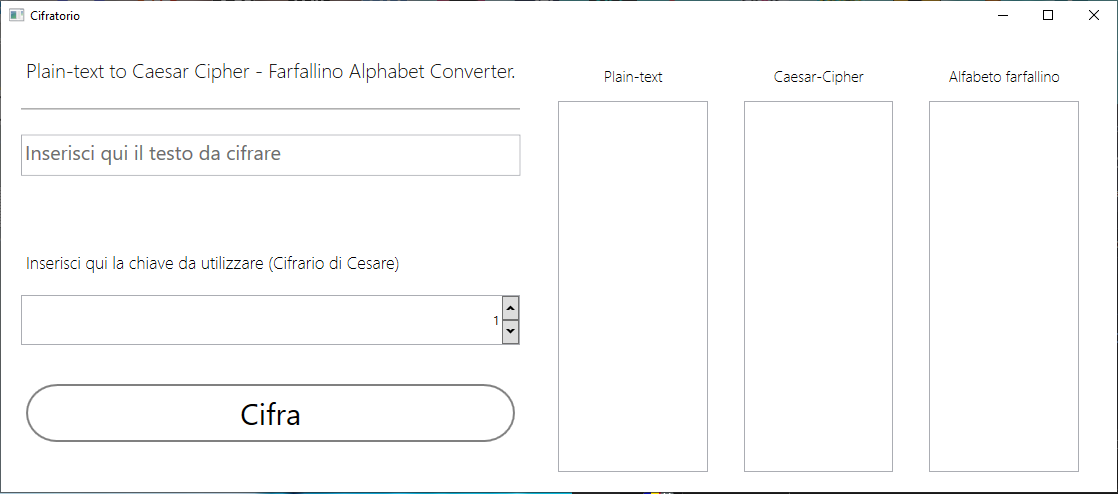 Cifratorio
Plain-text to Caesar Cipher - Farfallino Alphabet Converter.
Inserisci qui il testo da cifrare
Inserisci qui la chiave da utilizzare (Cifrario di Cesare)
1
Cifra
Plain-text
Caesar-Cipher
Alfabeto farfallino